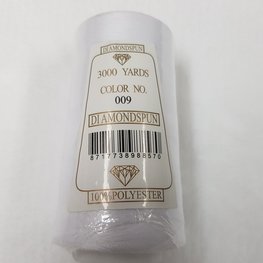 DIAMONDSPUN
3000 YARDS
COLOR NO.
009
DIAMONDSPUN
8717738988570
100%POLYESTER